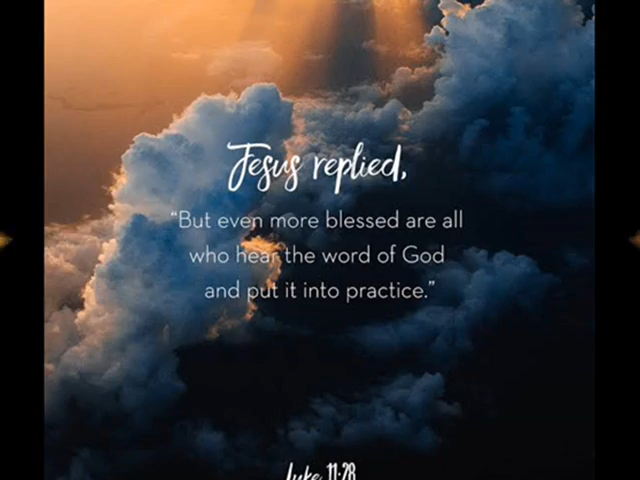 Jesus replied,
“But even more blessed are all
who hear the word of God
and put it into practice.”
Luke 11:28